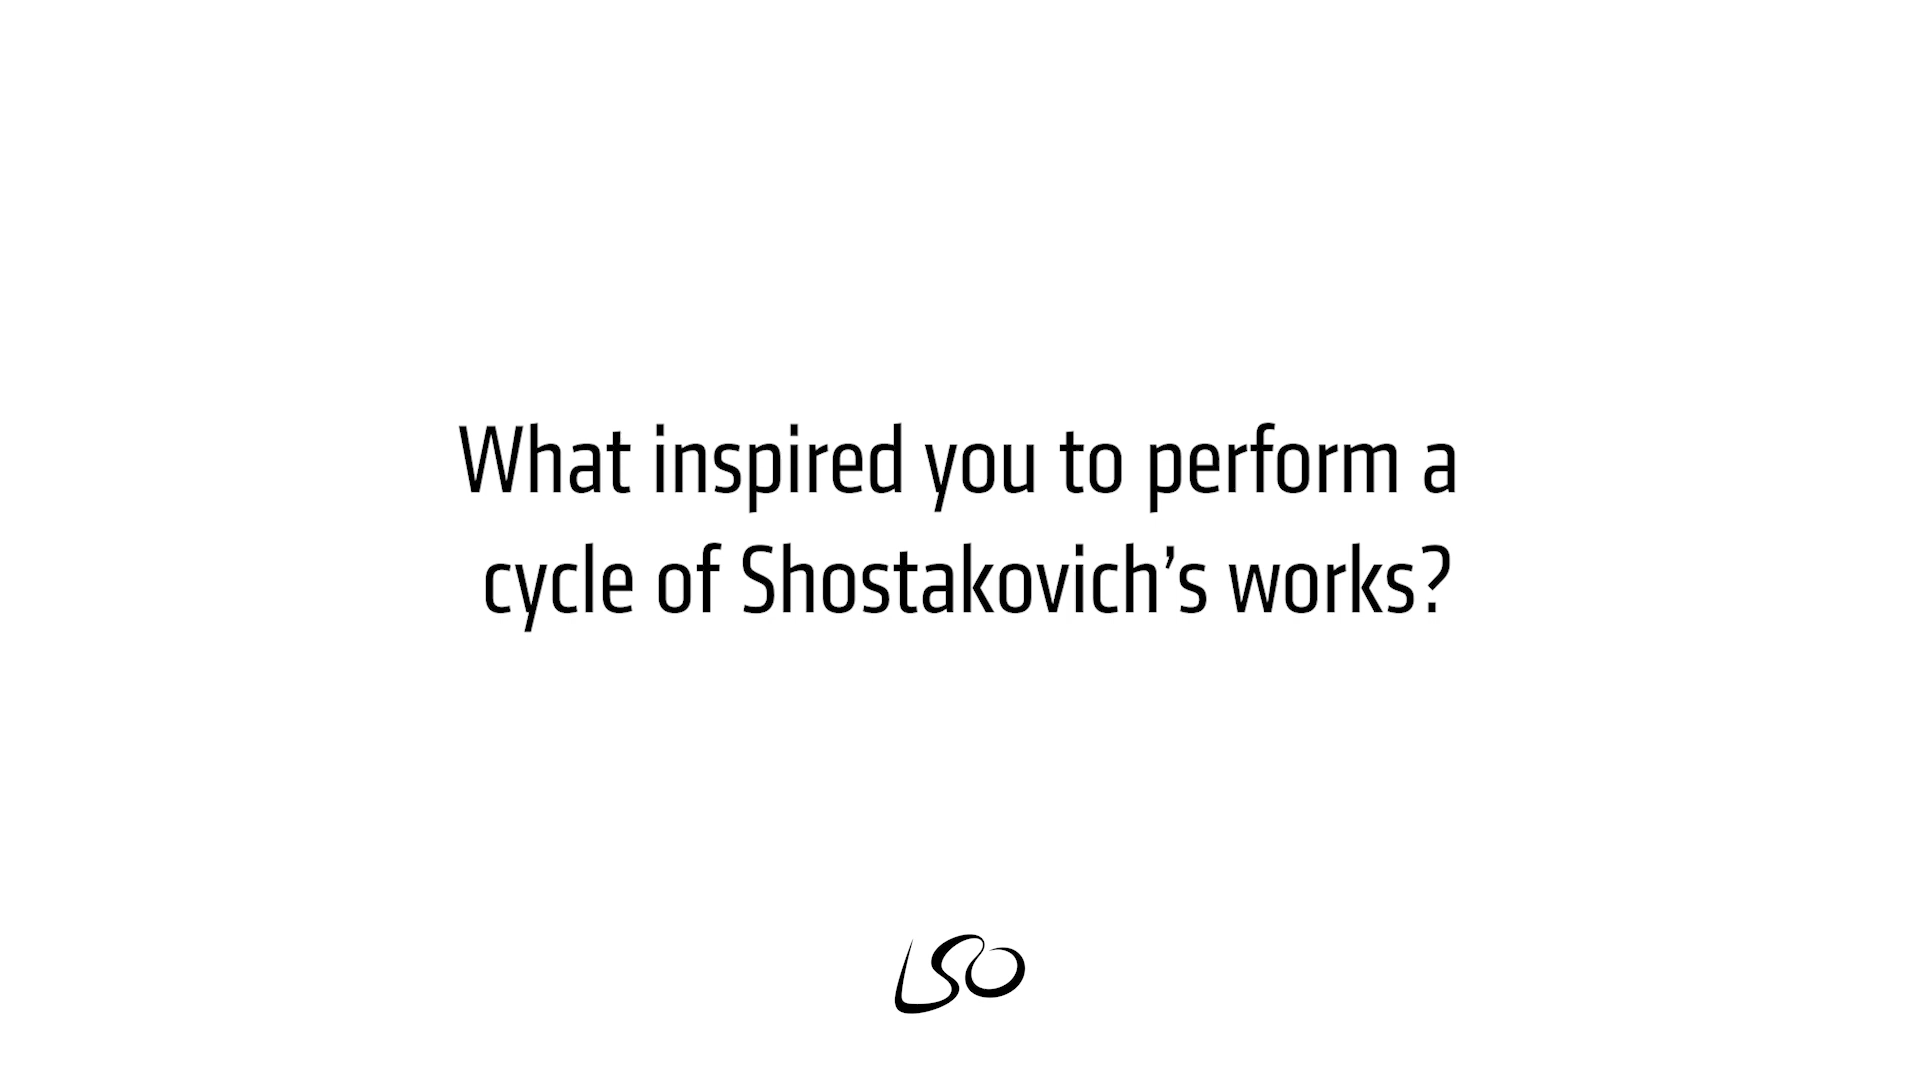 What inspired you to perform a
cycle of Shostakovich’s works?
LSO